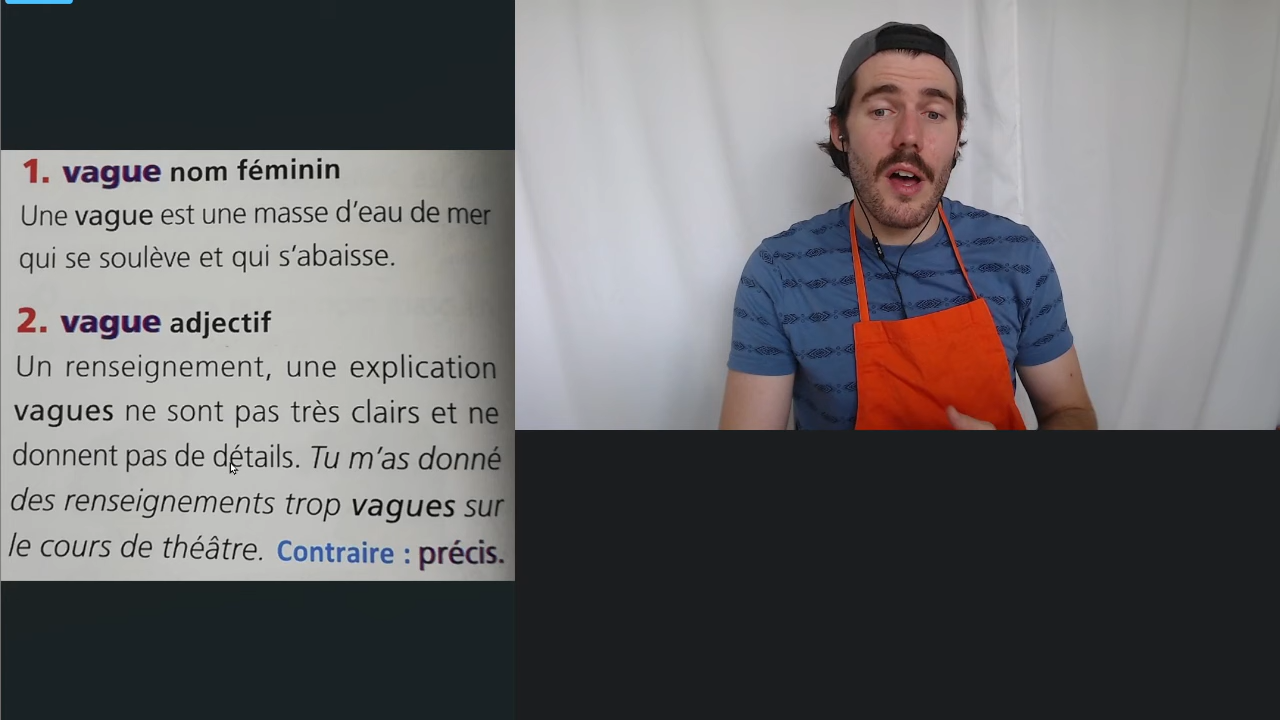 1. vague nom féminin
Une vague est une masse d'eau de mer
qui se soulève et qui s'abaisse.
2. vague adjectif
Un renseignement, une explication
vagues ne sont pas très clairs et ne
donnent pas de détails. Tu m'as donné
des renseignements trop vagues sur
le cours de théâtre. Contraire : précis.